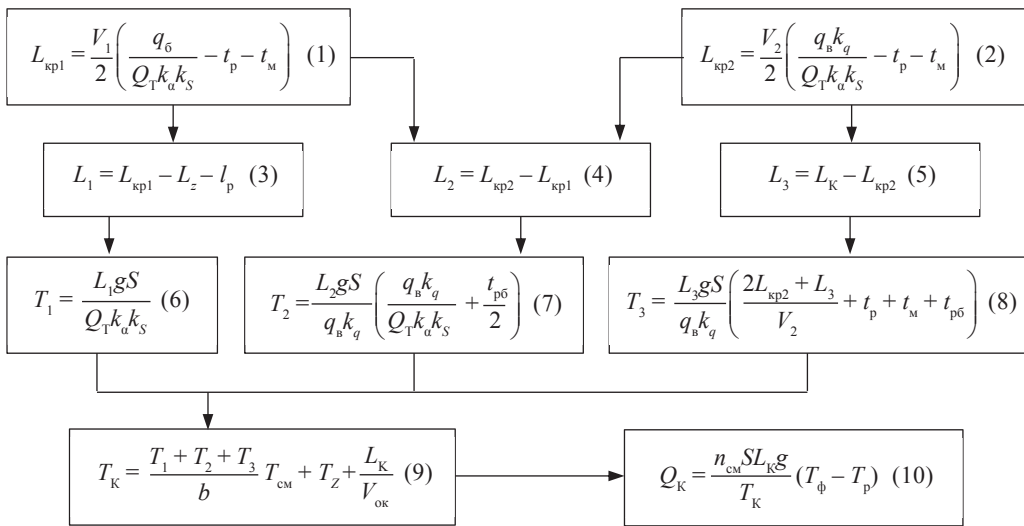 L_кр1 = V_1/2 (q_б/(Q_T k_α k_S) − t_р − t_м) (1)
L_кр2 = V_2/2 (q_в k_q/(Q_T k_α k_S) − t_р − t_м) (2)
L_1 = L_кр1 − L_z − l_р (3)
L_2 = L_кр2 − L_кр1 (4)
L_3 = L_К − L_кр2 (5)
T_1 = L_1 gS/(Q_T k_α k_S) (6)
T_2 = L_2 gS/(q_в k_q) (q_в k_q/(Q_T k_α k_S) + t_рб/2) (7)
T_3 = L_3 gS/(q_в k_q) ((2L_кр2 + L_3)/V_2 + t_р + t_м + t_рб) (8)
T_К = (T_1 + T_2 + T_3)/b T_см + T_Z + L_К/V_ок (9)
Q_К = n_см SL_К g/T_К (T_ф − T_р) (10)